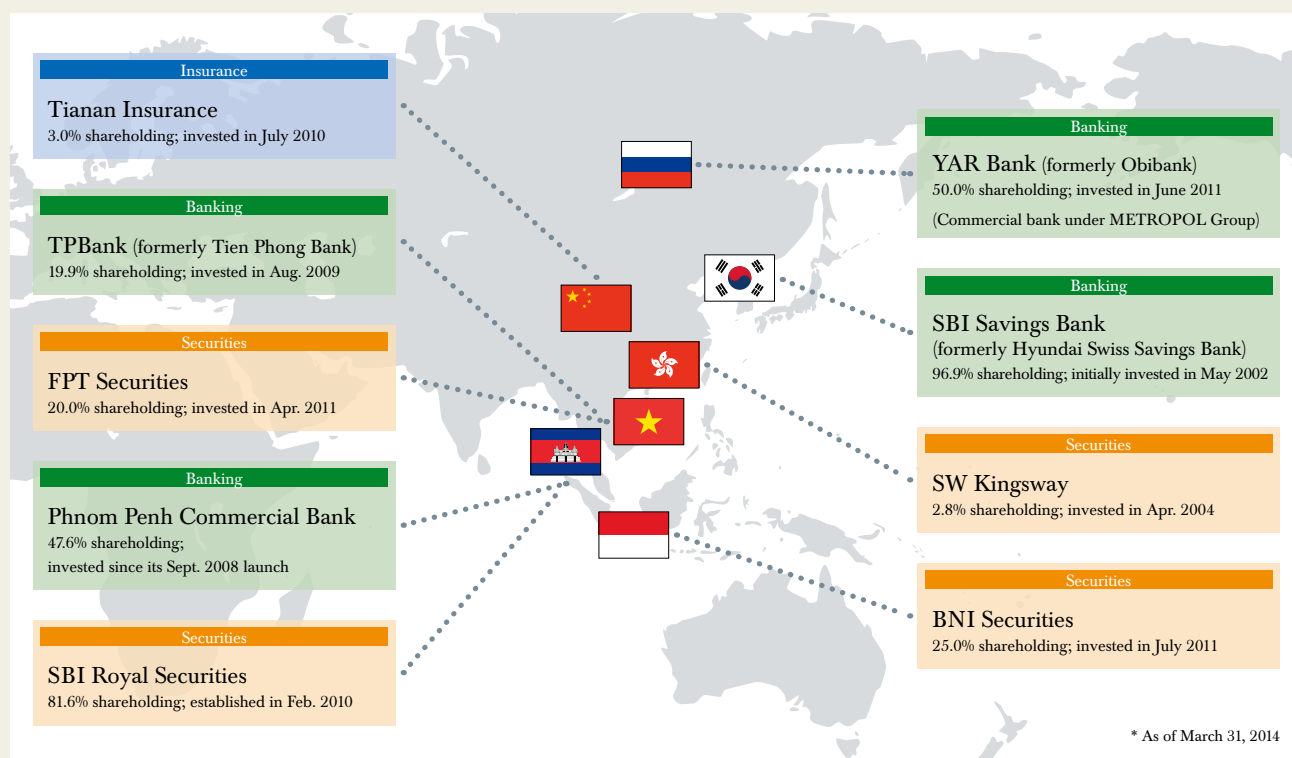 Insurance
Tianan Insurance
3.0% shareholding; invested in July 2010
Banking
TPBank (formerly Tien Phong Bank)
19.9% shareholding; invested in Aug. 2009
Securities
FPT Securities
20.0% shareholding; invested in Apr. 2011
Banking
Phnom Penh Commercial Bank
47.6% shareholding;
invested since its Sept. 2008 launch
Securities
SBI Royal Securities
81.6% shareholding; established in Feb. 2010
Banking
YAR Bank (formerly Obibank)
50.0% shareholding; invested in June 2011
(Commercial bank under METROPOL Group)
Banking
SBI Savings Bank
(formerly Hyundai Swiss Savings Bank)
96.9% shareholding; initially invested in May 2002
Securities
SW Kingsway
2.8% shareholding; invested in Apr. 2004
Securities
BNI Securities
25.0% shareholding; invested in July 2011
* As of March 31, 2014